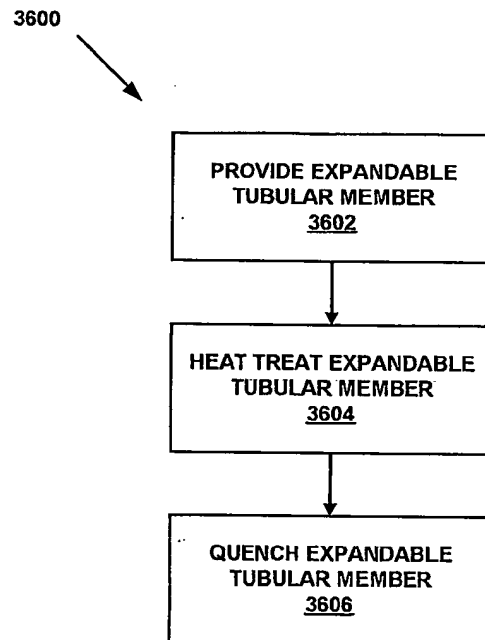 3600
PROVIDE EXPANDABLE
TUBULAR MEMBER
3602
HEAT TREAT EXPANDABLE
TUBULAR MEMBER
3604
QUENCH EXPANDABLE
TUBULAR MEMBER
3606